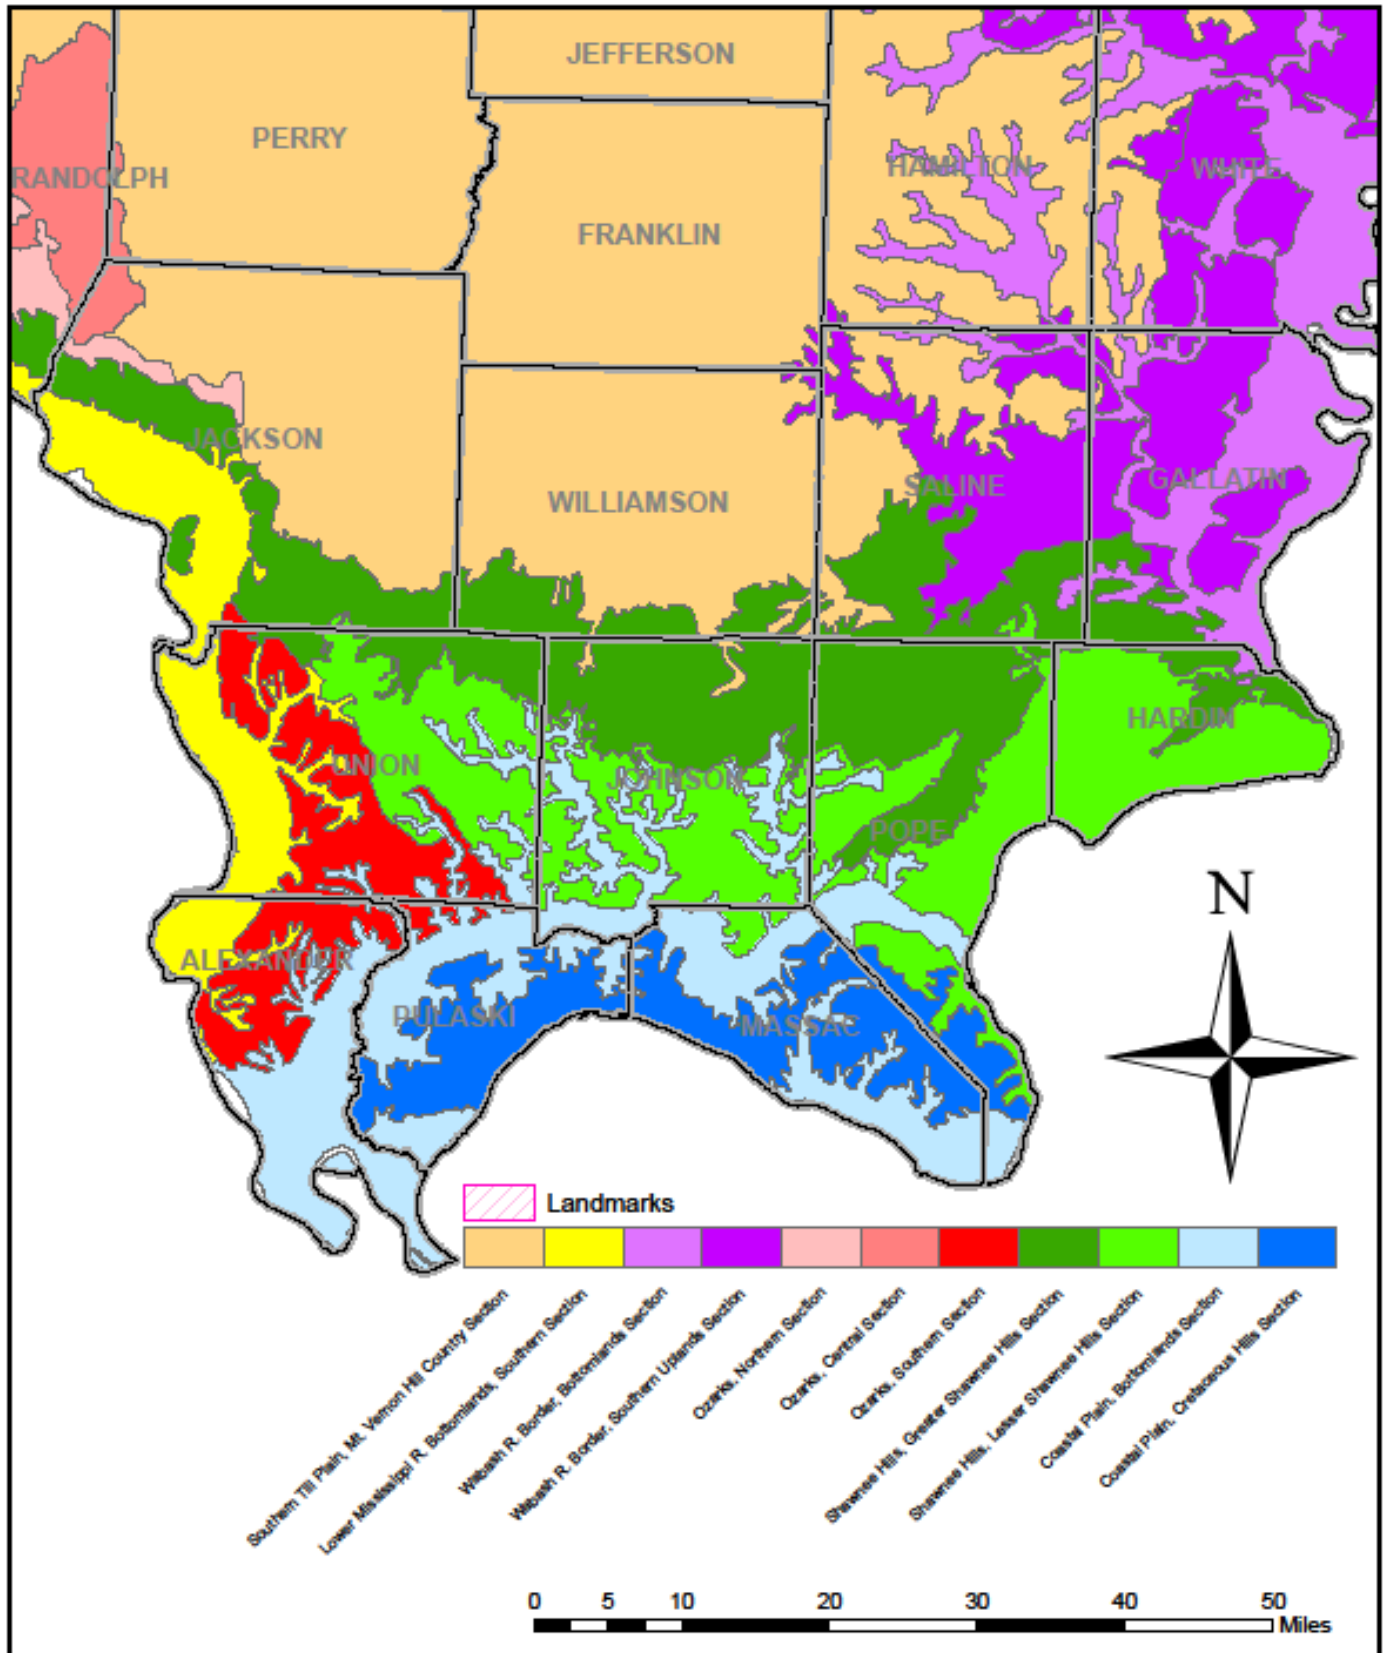 JEFFERSON
PERRY
HAMILTON
WHITE
RANDOLPH
FRANKLIN
JACKSON
SALINE
GALLATIN
WILLIAMSON
HARDIN
UNION
JOHNSON
POPE
N
ALEXANDER
PULASKI
MASSAC
Landmarks
Southern Till Plain, Mt. Vernon Hill Country Section
Lower Mississippi R. Bottomlands, Southern Section
Wabash R. Border, Bottomlands Section
Wabash R. Border, Southern Uplands Section
Ozarks, Northern Section
Ozarks, Central Section
Ozarks, Southern Section
Shawnee Hills, Greater Shawnee Hills Section
Shawnee Hills, Lesser Shawnee Hills Section
Coastal Plain, Bottomlands Section
Coastal Plain, Cretaceous Hills Section
0 5 10 20 30 40 50
Miles